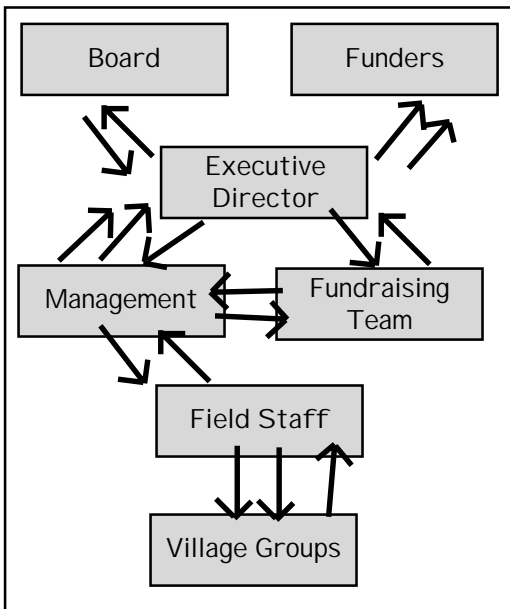 Board
Funders
Executive
Director
Management
Fundraising
Team
Field Staff
Village Groups